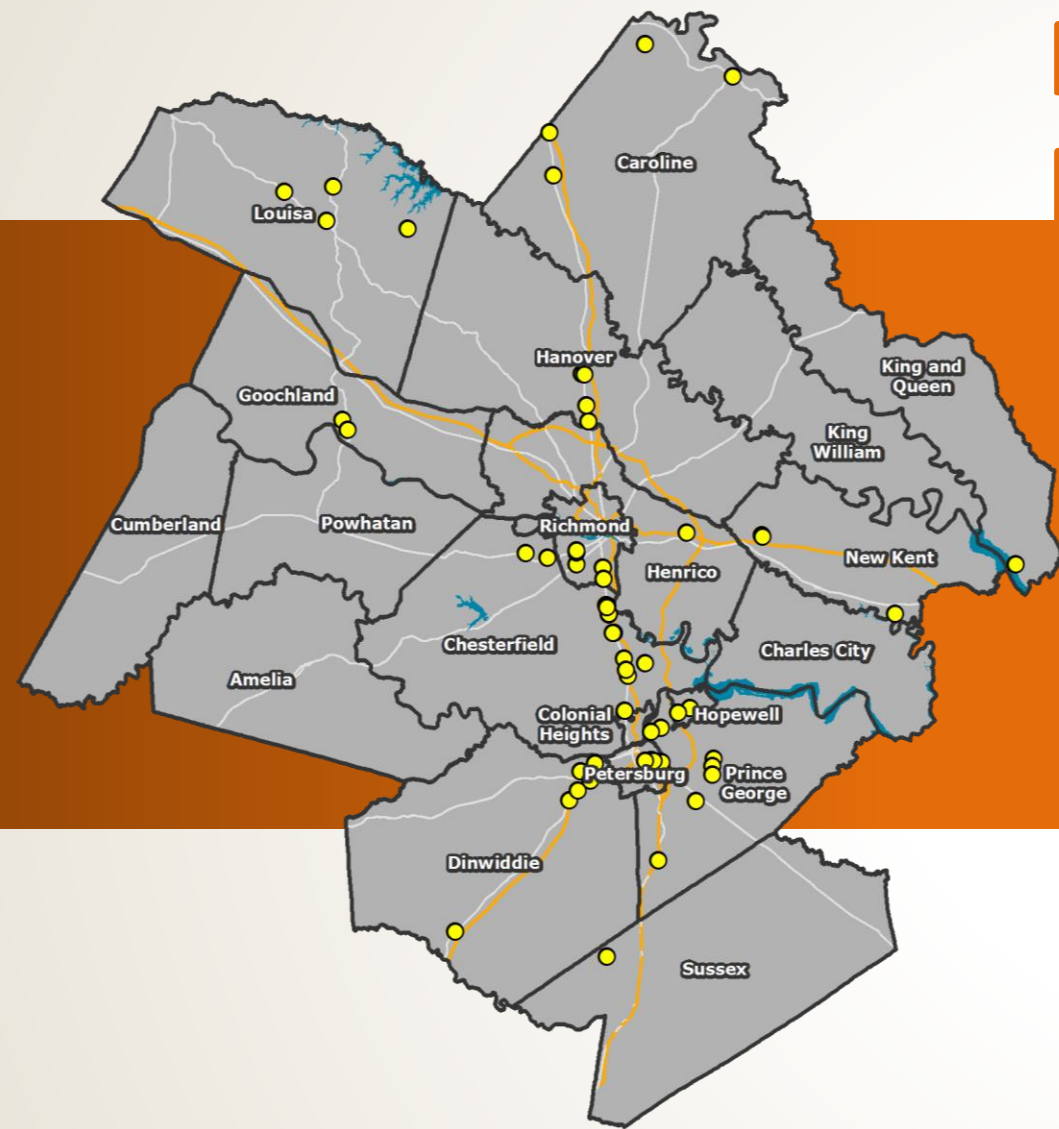 Caroline
Louisa
Hanover
King and
Queen
Goochland
King
William
Cumberland
Powhatan
Richmond
New Kent
Henrico
Chesterfield
Charles City
Amelia
Colonial
Heights
Hopewell
Petersburg
Prince
George
Dinwiddie
Sussex